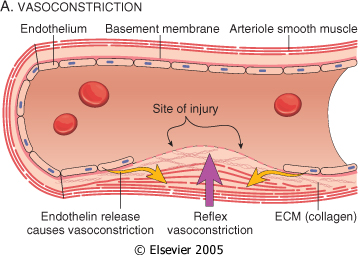 A. VASOCONSTRICTION
Endothelium
Basement membrane
Arteriole smooth muscle
Site of injury
Endothelin release
causes vasoconstriction
Reflex
vasoconstriction
ECM (collagen)
© Elsevier 2005